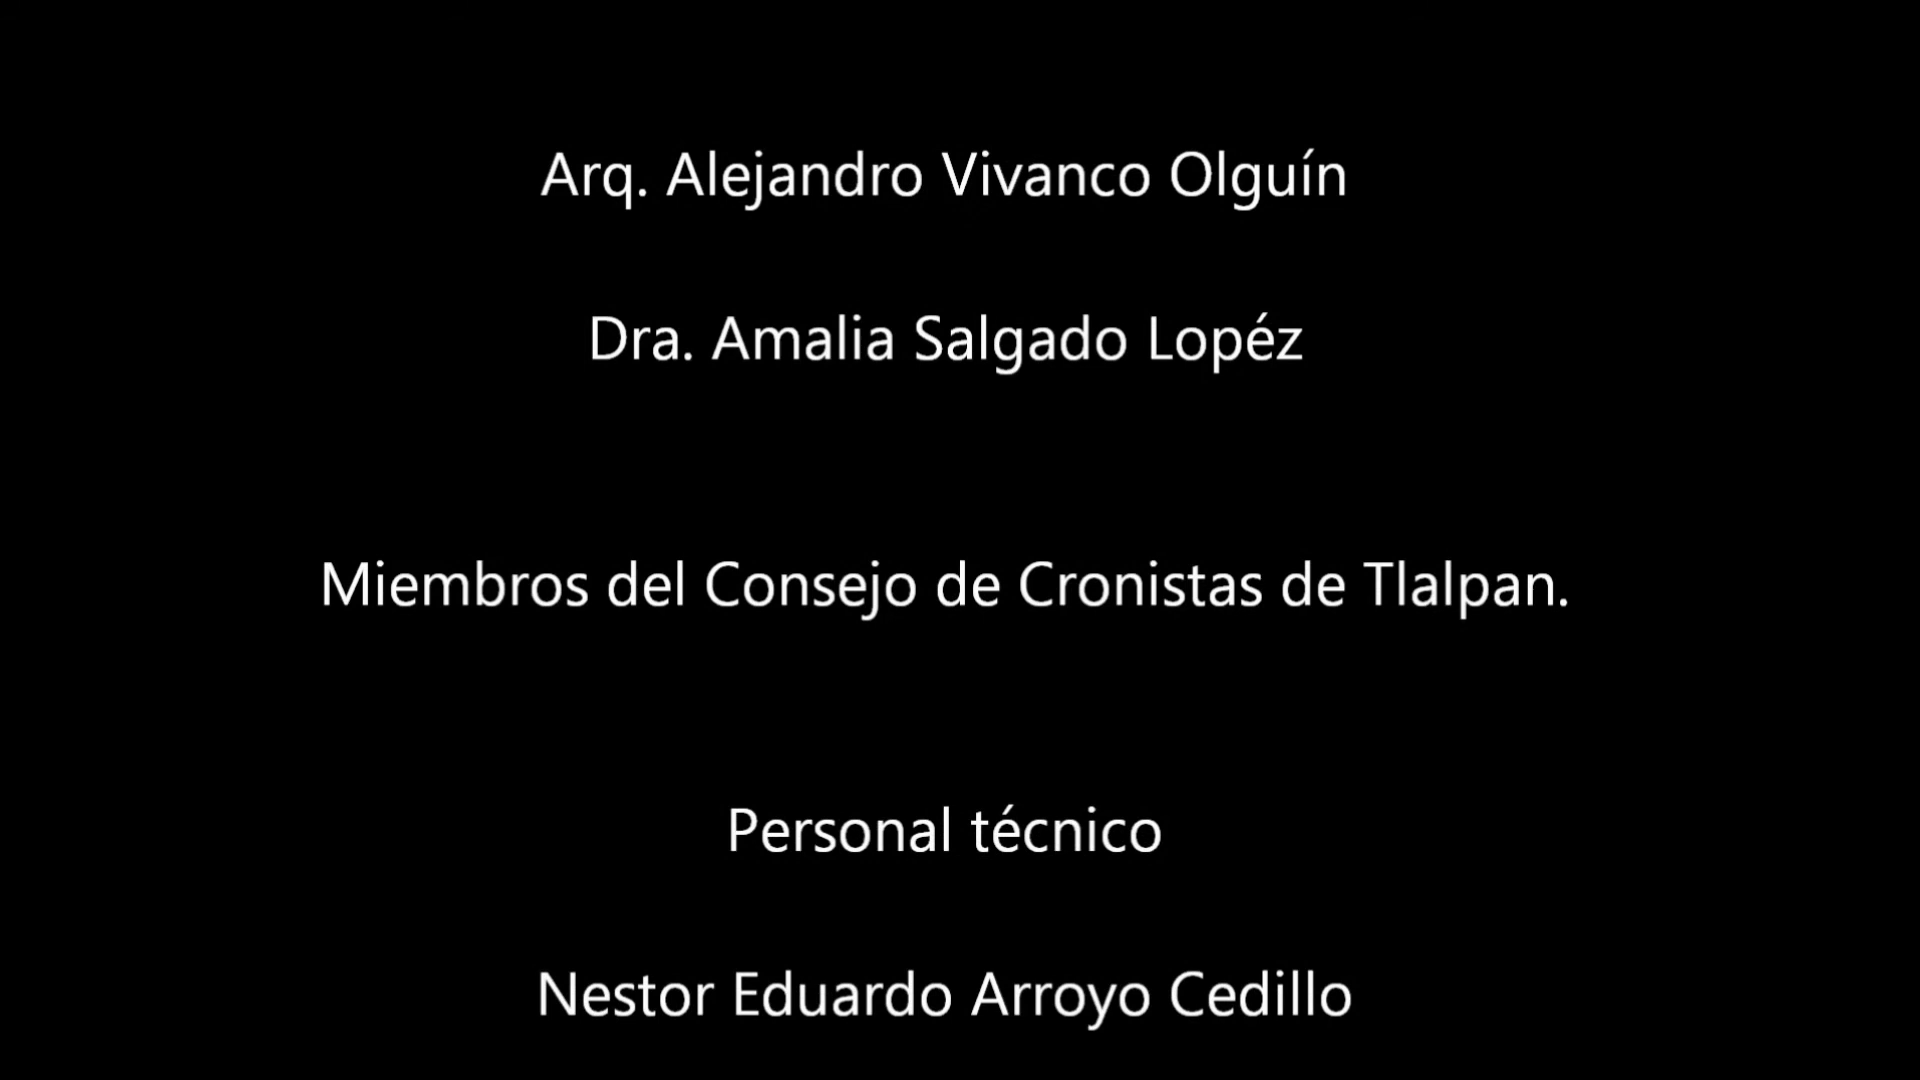 Arq. Alejandro Vivanco Olguín
Dra. Amalia Salgado Lopéz
Miembros del Consejo de Cronistas de Tlalpan.
Personal técnico
Nestor Eduardo Arroyo Cedillo